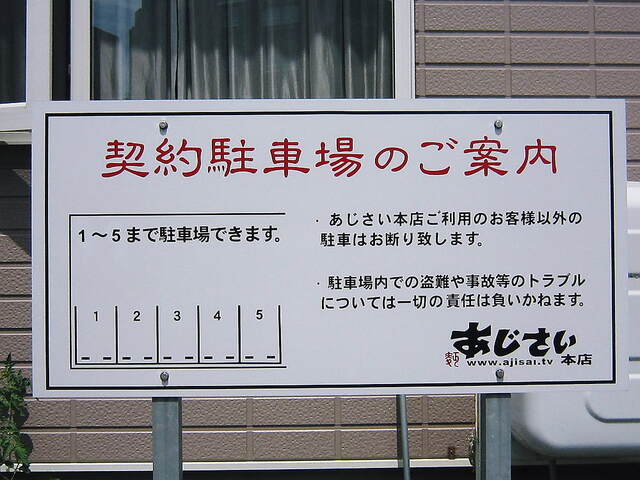 契約駐車場のご案内
1～5まで駐車場できます。
1 2 3 4 5
・あじさい本店ご利用のお客様以外の
駐車はお断り致します。
・駐車場内での盗難や事故等のトラブル
については一切の責任は負いかねます。
あじさい
www.ajisai.tv 本店